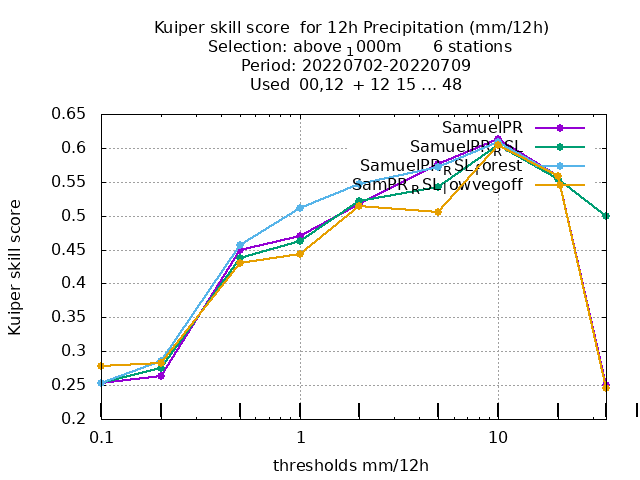 Kuiper skill score for 12h Precipitation (mm/12h)
Selection: above 1000m 6 stations
Period: 20220702-20220709
Used 00,12 + 12 15 ... 48
SamuelPR
SamuelPRRSL
SamuelPRRSLforest
SamPRRSLlowvegoff
Kuiper skill score
0.65
0.6
0.55
0.5
0.45
0.4
0.35
0.3
0.25
0.2
0.1
1
10
thresholds mm/12h